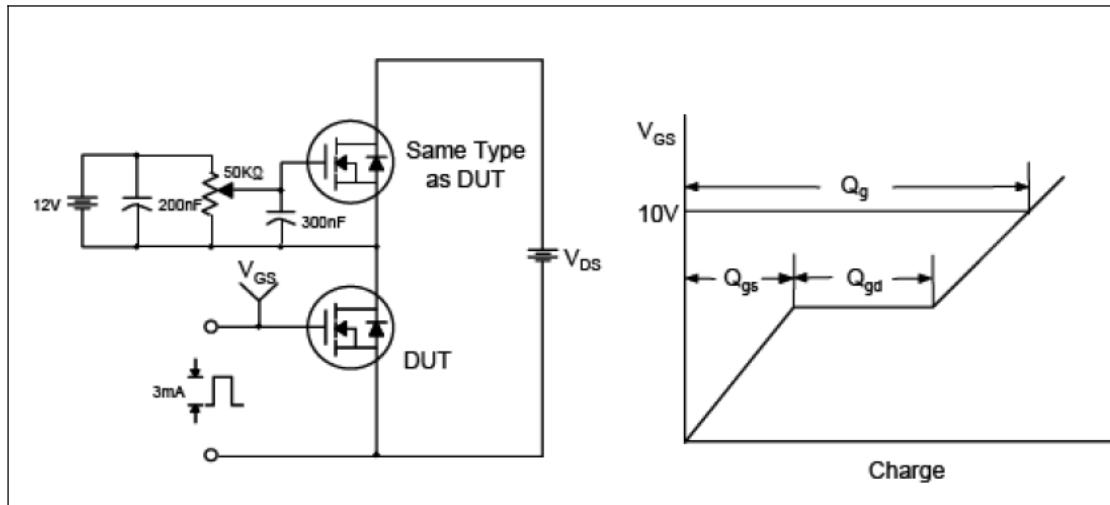 Same Type
as DUT
50KΩ
12V
200nF
300nF
V_GS
V_DS
DUT
3mA
V_GS
Q_g
10V
Q_gs
Q_gd
Charge